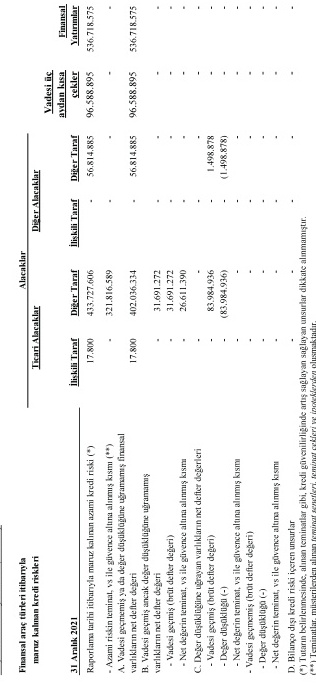 Finansal araç türleri itibarıyla
maruz kalınan kredi riskleri
Alacaklar
Ticari Alacaklar
Diğer Alacaklar
Vadesi üç aydan kısa çekler
Finansal Yatırımlar
31 Aralık 2021 İlişkili Taraf Diğer Taraf İlişkili Taraf Diğer Taraf
Raporlama tarihi itibarıyla maruz kalınan azami kredi riski (*) 17.800 433.727.606 - 56.814.885 96.588.895 536.718.575
- Azami riskin teminat, vs ile güvence altına alınmış kısmı (**) - 321.816.589 - - - -
A. Vadesi geçmemiş ya da değer düşüklüğüne uğramamış finansal
varlıkların net defter değeri 17.800 402.036.334 - 56.814.885 96.588.895 536.718.575
B. Vadesi geçmiş ancak değer düşüklüğüne uğramamış
varlıkların net defter değeri - 31.691.272 - - - -
- Vadesi geçmiş (brüt defter değeri) - 31.691.272 - - - -
- Net değerin teminat, vs ile güvence altına alınmış kısmı - 26.611.390 - - - -
C. Değer düşüklüğüne uğrayan varlıkların net defter değerleri - - - - - -
- Vadesi geçmiş (brüt defter değeri) - 83.984.936 - 1.498.878 - -
- Değer düşüklüğü (-) - (83.984.936) - (1.498.878) - -
- Net değerin teminat, vs ile güvence altına alınmış kısmı - - - - - -
- Vadesi geçmemiş (brüt defter değeri) - - - - - -
- Değer düşüklüğü (-) - - - - - -
- Net değerin teminat, vs ile güvence altına alınmış kısmı - - - - - -
D. Bilanço dışı kredi riski içeren unsurlar - - - - - -
(*) Tutarın belirlenmesinde, alınan teminatlar gibi, kredi güvenilirliğinde artış sağlayan unsurlar dikkate alınmamıştır.
(**) Teminatlar, müşterilerden alınan teminat senetleri, teminat çekleri ve ipoteklerden oluşmaktadır.